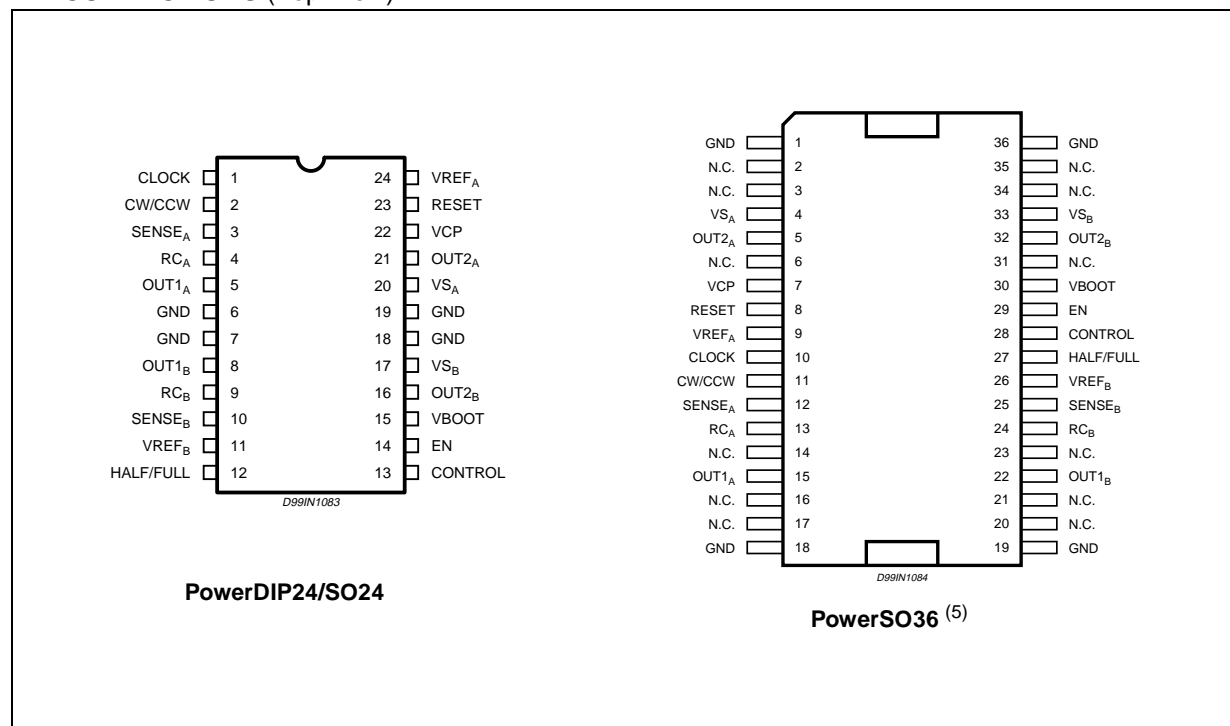 CLOCK 1 24 VREFA
CW/CCW 2 23 RESET
SENSEA 3 22 VCP
RCA 4 21 OUT2A
OUT1A 5 20 VSA
GND 6 19 GND
GND 7 18 GND
OUT1B 8 17 VSB
RCB 9 16 OUT2B
SENSEB 10 15 VBOOT
VREFB 11 14 EN
HALF/FULL 12 13 CONTROL
D99IN1083
PowerDIP24/SO24
GND 1 36 GND
N.C. 2 35 N.C.
N.C. 3 34 N.C.
VSA 4 33 VSB
OUT2A 5 32 OUT2B
N.C. 6 31 N.C.
VCP 7 30 VBOOT
RESET 8 29 EN
VREFA 9 28 CONTROL
CLOCK 10 27 HALF/FULL
CW/CCW 11 26 VREFB
SENSEA 12 25 SENSEB
RCA 13 24 RCB
N.C. 14 23 N.C.
OUT1A 15 22 OUT1B
N.C. 16 21 N.C.
N.C. 17 20 N.C.
GND 18 19 GND
D99IN1084
PowerSO36 (5)